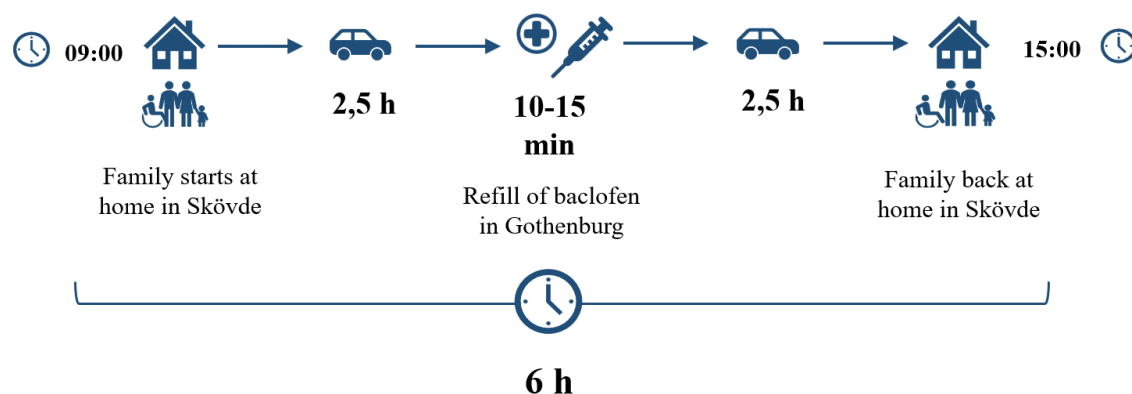 09:00
15:00
2,5 h
10-15
min
2,5 h
Family starts at
home in Skövde
Refill of baclofen
in Gothenburg
Family back at
home in Skövde
6 h